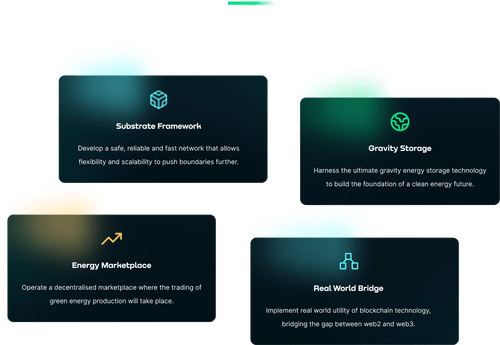 Substrate Framework
Develop a safe, reliable and fast network that allows
flexibility and scalability to push boundaries further.
Gravity Storage
Harness the ultimate gravity energy storage technology
to build the foundation of a clean energy future.
Energy Marketplace
Operate a decentralised marketplace where the trading of
green energy production will take place.
Real World Bridge
Implement real world utility of blockchain technology,
bridging the gap between web2 and web3.